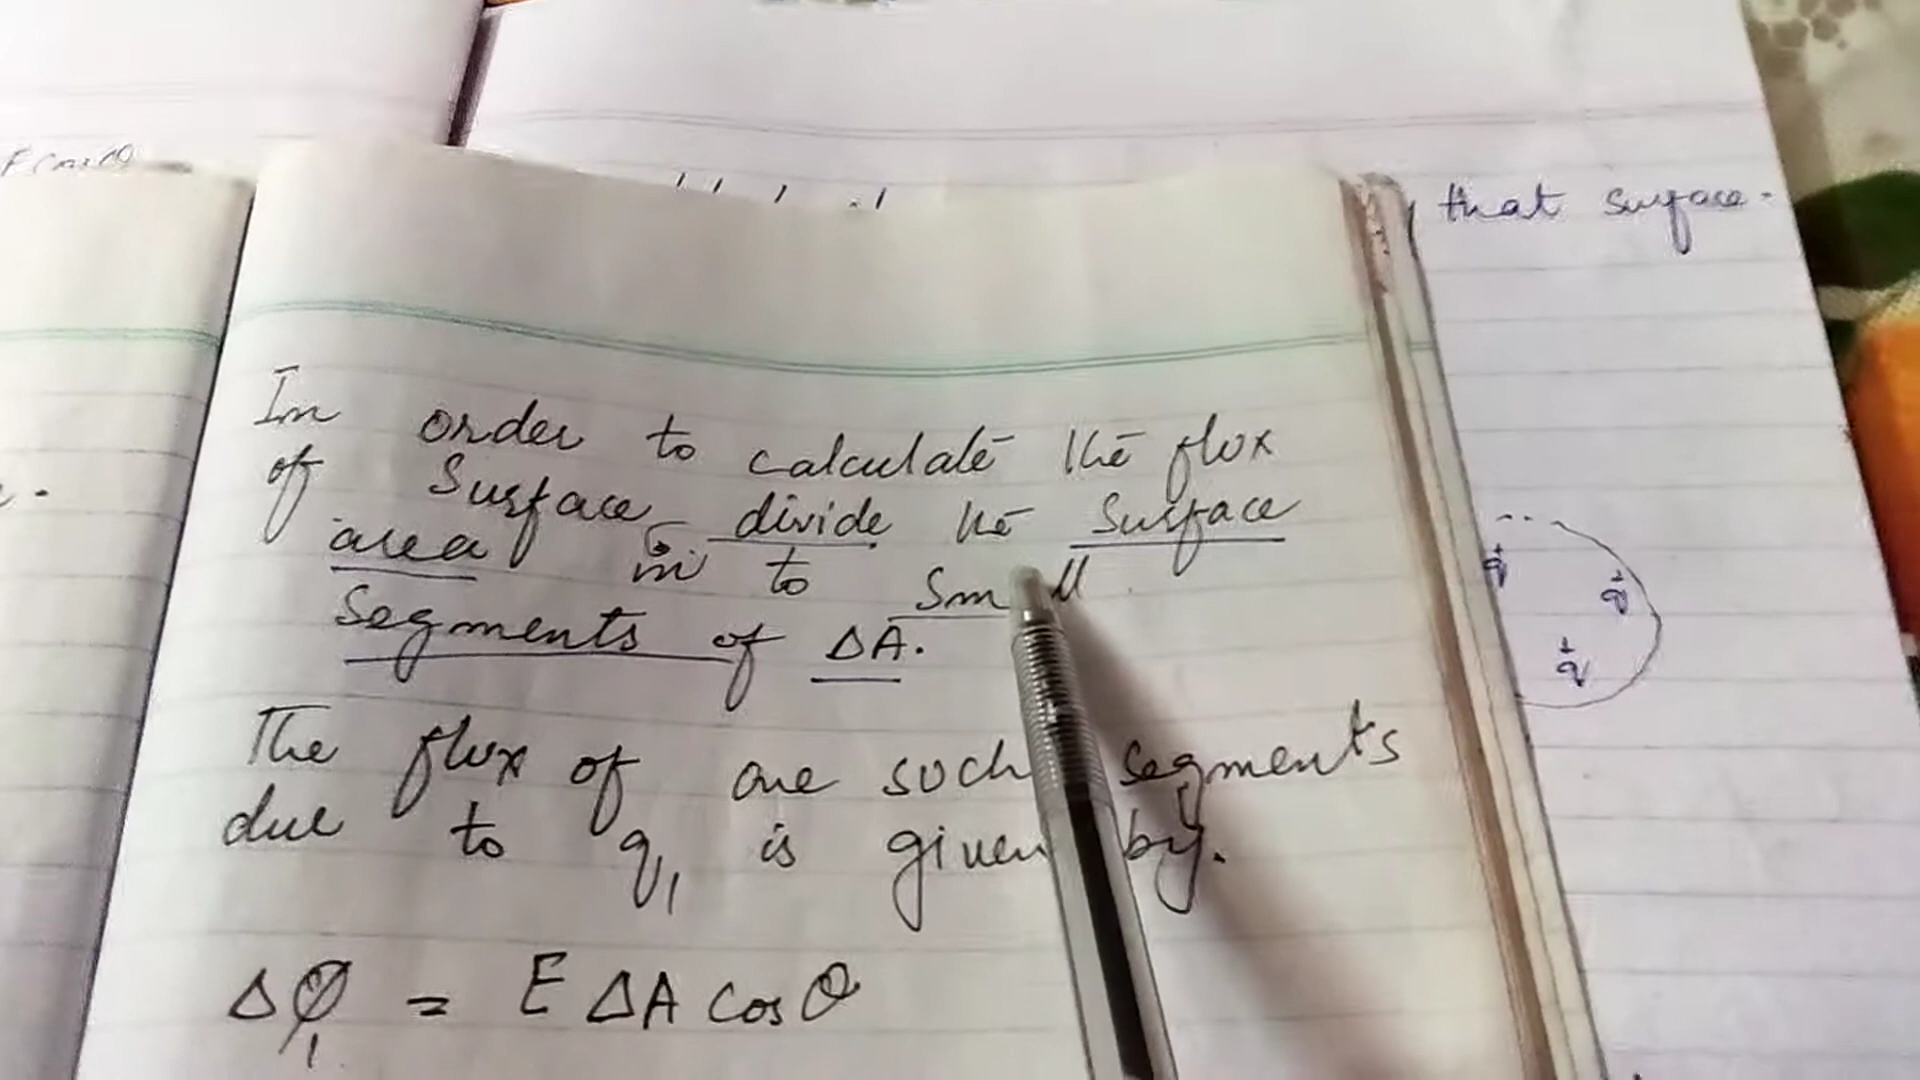 E Cos θ
that surface.
In order to calculate the flux
of Surface, divide the Surface
area in to Small
Segments of ΔA.
The flux of one such segments
due to q₁ is given by.
Δφ₁ = E ΔA cos θ
+q
+q
+q